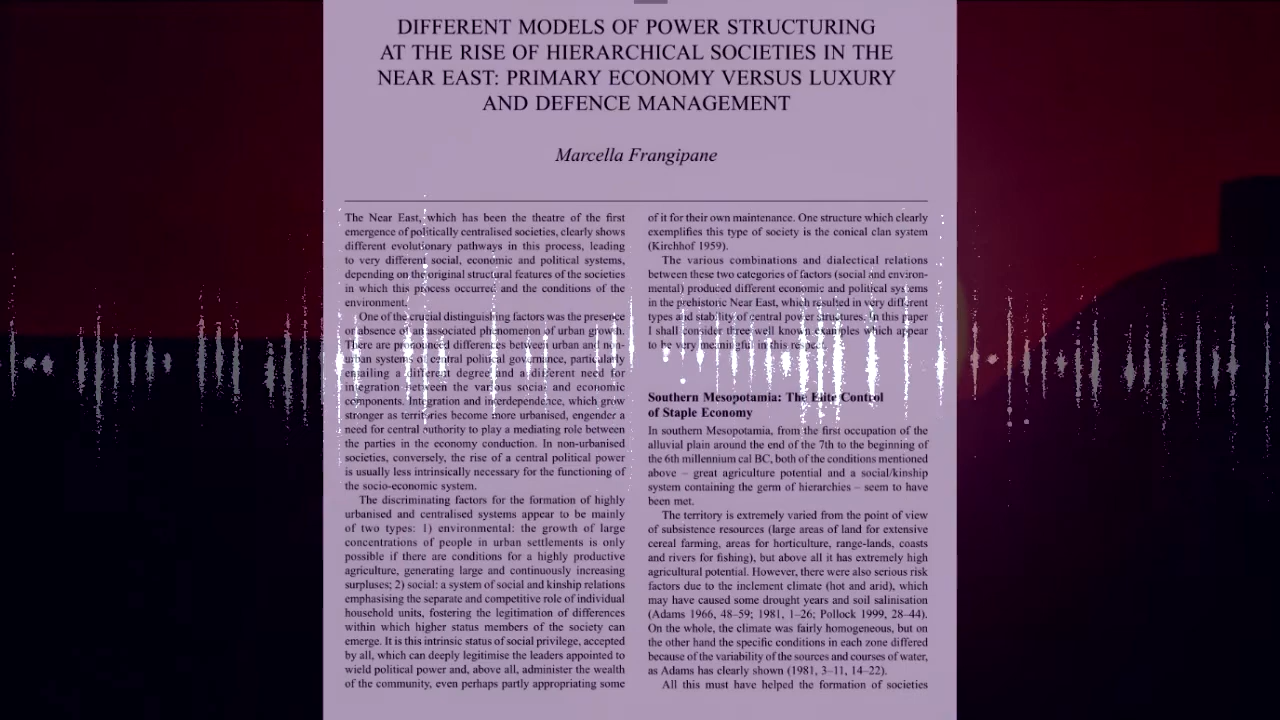 DIFFERENT MODELS OF POWER STRUCTURING
AT THE RISE OF HIERARCHICAL SOCIETIES IN THE
NEAR EAST: PRIMARY ECONOMY VERSUS LUXURY
AND DEFENCE MANAGEMENT
Marcella Frangipane
The Near East, which has been the theatre of the first
emergence of politically centralised societies, clearly shows
different evolutionary pathways in this process, leading
to very different social, economic and political systems,
depending on the original structural features of the societies
in which this process occurred and the conditions of the
environment.
One of the crucial distinguishing factors was the presence
or absence of the associated phenomenon of urban growth.
There are pronounced differences between urban and non-
urban systems of central political governance, particularly
entailing a different degree and a different need for
integration between the various social and economic
components. Integration and interdependence, which grow
stronger as territories become more urbanised, engender a
need for central authority to play a mediating role between
the parties in the economy conduction. In non-urbanised
societies, conversely, the rise of a central political power
is usually less intrinsically necessary for the functioning of
the socio-economic system.
The discriminating factors for the formation of highly
urbanised and centralised systems appear to be mainly
of two types: 1) environmental: the growth of large
concentrations of people in urban settlements is only
possible if there are conditions for a highly productive
agriculture, generating large and continuously increasing
surpluses; 2) social: a system of social and kinship relations
emphasising the separate and competitive role of individual
household units, fostering the legitimation of differences
within which higher status members of the society can
emerge. It is this intrinsic status of social privilege, accepted
by all, which can deeply legitimise the leaders appointed to
wield political power and, above all, administer the wealth
of the community, even perhaps partly appropriating some
of it for their own maintenance. One structure which clearly
exemplifies this type of society is the conical clan system
(Kirchhof 1959).
The various combinations and dialectical relations
between these two categories of factors (social and environ-
mental) produced different economic and political systems
in the prehistoric Near East, which resulted in very different
types and stability of central power structures. In this paper
I shall consider three well known examples which appear
to be very meaningful in this respect.
Southern Mesopotamia: The Elite Control
of Staple Economy
In southern Mesopotamia, from the first occupation of the
alluvial plain around the end of the 7th to the beginning of
the 6th millennium cal BC, both of the conditions mentioned
above – great agriculture potential and a social/kinship
system containing the germ of hierarchies – seem to have
been met.
The territory is extremely varied from the point of view
of subsistence resources (large areas of land for extensive
cereal farming, areas for horticulture, range-lands, coasts
and rivers for fishing), but above all it has extremely high
agricultural potential. However, there were also serious risk
factors due to the inclement climate (hot and arid), which
may have caused some drought years and soil salinisation
(Adams 1966, 48–59; 1981, 1–26; Pollock 1999, 28–44).
On the whole, the climate was fairly homogeneous, but on
the other hand the specific conditions in each zone differed
because of the variability of the sources and courses of water,
as Adams has clearly shown (1981, 3–11, 14–22).
All this must have helped the formation of societies